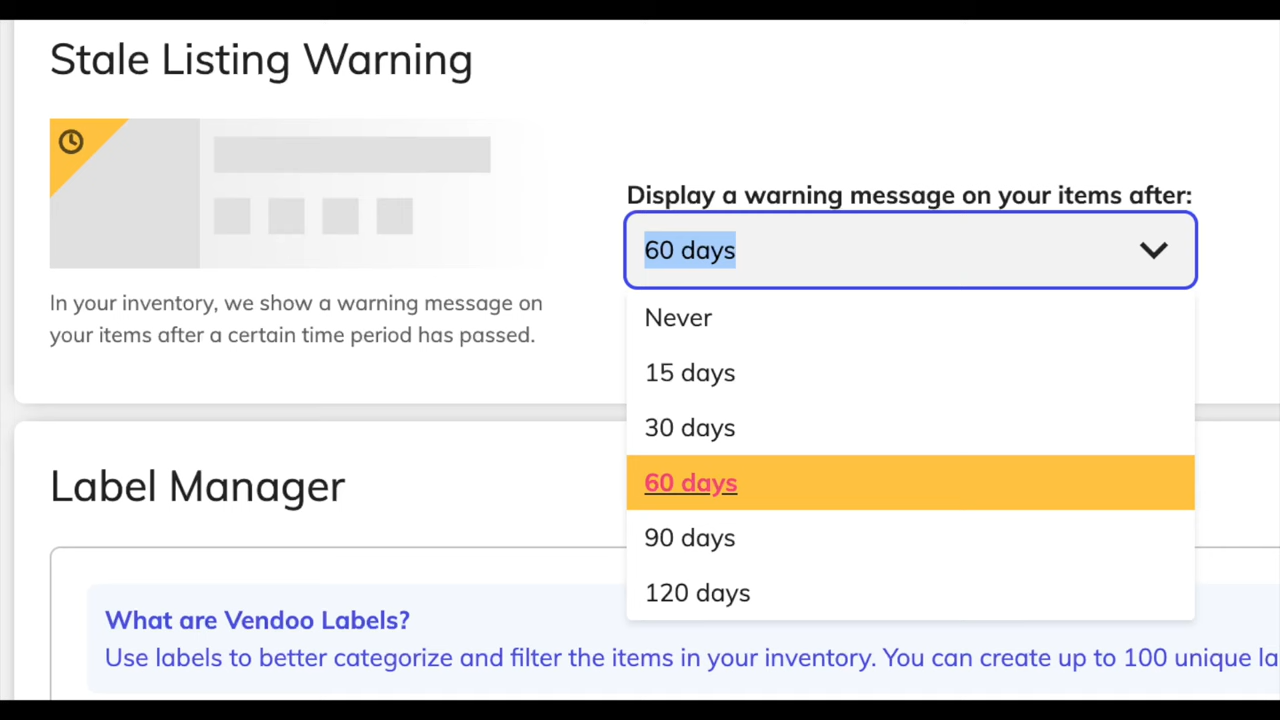 Stale Listing Warning
Display a warning message on your items after:
60 days
In your inventory, we show a warning message on
your items after a certain time period has passed.
Never
15 days
30 days
60 days
90 days
120 days
Label Manager
What are Vendoo Labels?
Use labels to better categorize and filter the items in your inventory. You can create up to 100 unique la